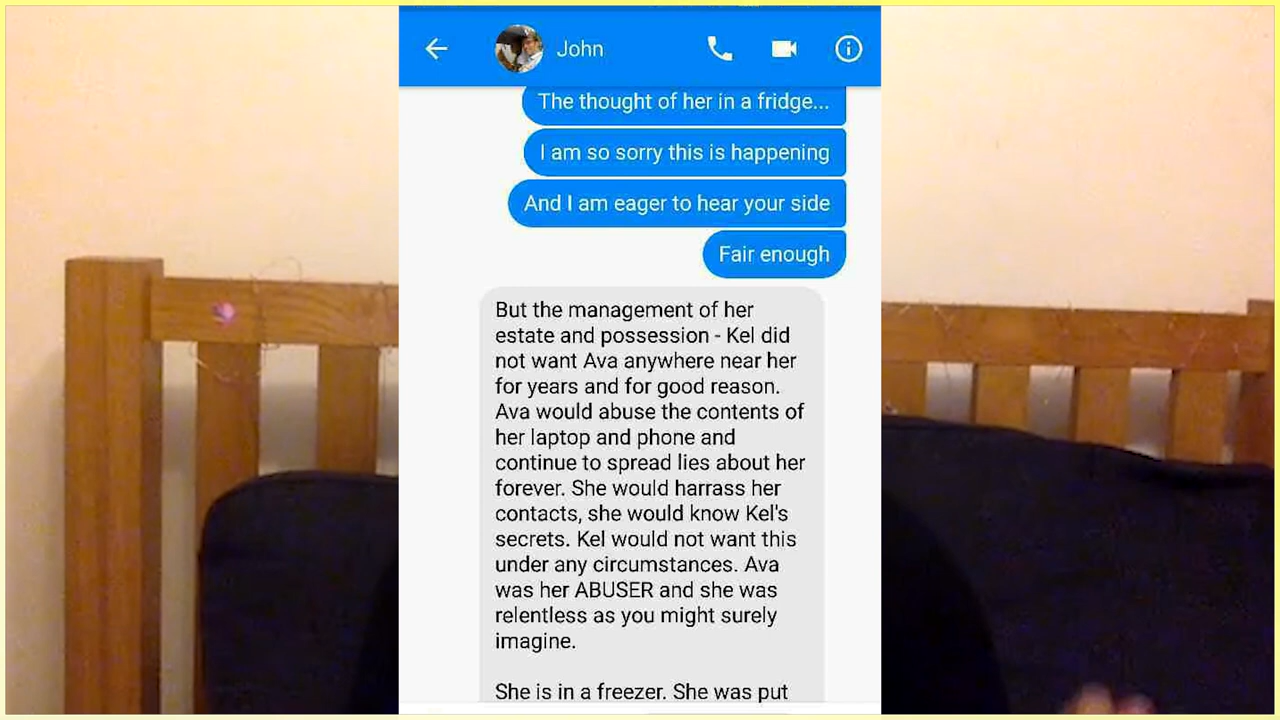 John
The thought of her in a fridge...
I am so sorry this is happening
And I am eager to hear your side
Fair enough
But the management of her
estate and possession - Kel did
not want Ava anywhere near her
for years and for good reason.
Ava would abuse the contents of
her laptop and phone and
continue to spread lies about her
forever. She would harrass her
contacts, she would know Kel's
secrets. Kel would not want this
under any circumstances. Ava
was her ABUSER and she was
relentless as you might surely
imagine.
She is in a freezer. She was put